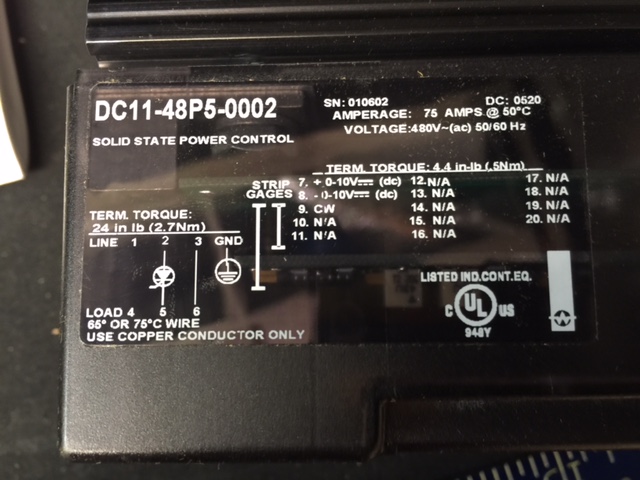 DC11-48P5-0002
SN: 010602 DC: 0520
AMPERAGE: 75 AMPS @ 50°C
VOLTAGE:480V~(ac) 50/60 Hz
SOLID STATE POWER CONTROL
TERM. TORQUE: 4.4 in-lb (.5Nm)
STRIP GAGES
7. + 0-10V⎓ (dc) 12.N/A 17. N/A
8. - 0-10V⎓ (dc) 13. N/A 18. N/A
9. CW 14. N/A 19. N/A
10. N/A 15. N/A 20. N/A
11. N/A 16. N/A
TERM. TORQUE:
24 in lb (2.7Nm)
LINE 1 2 3 GND
LOAD 4 5 6
65° OR 75°C WIRE
USE COPPER CONDUCTOR ONLY
LISTED IND.CONT.EQ.
C UL US
948Y
W